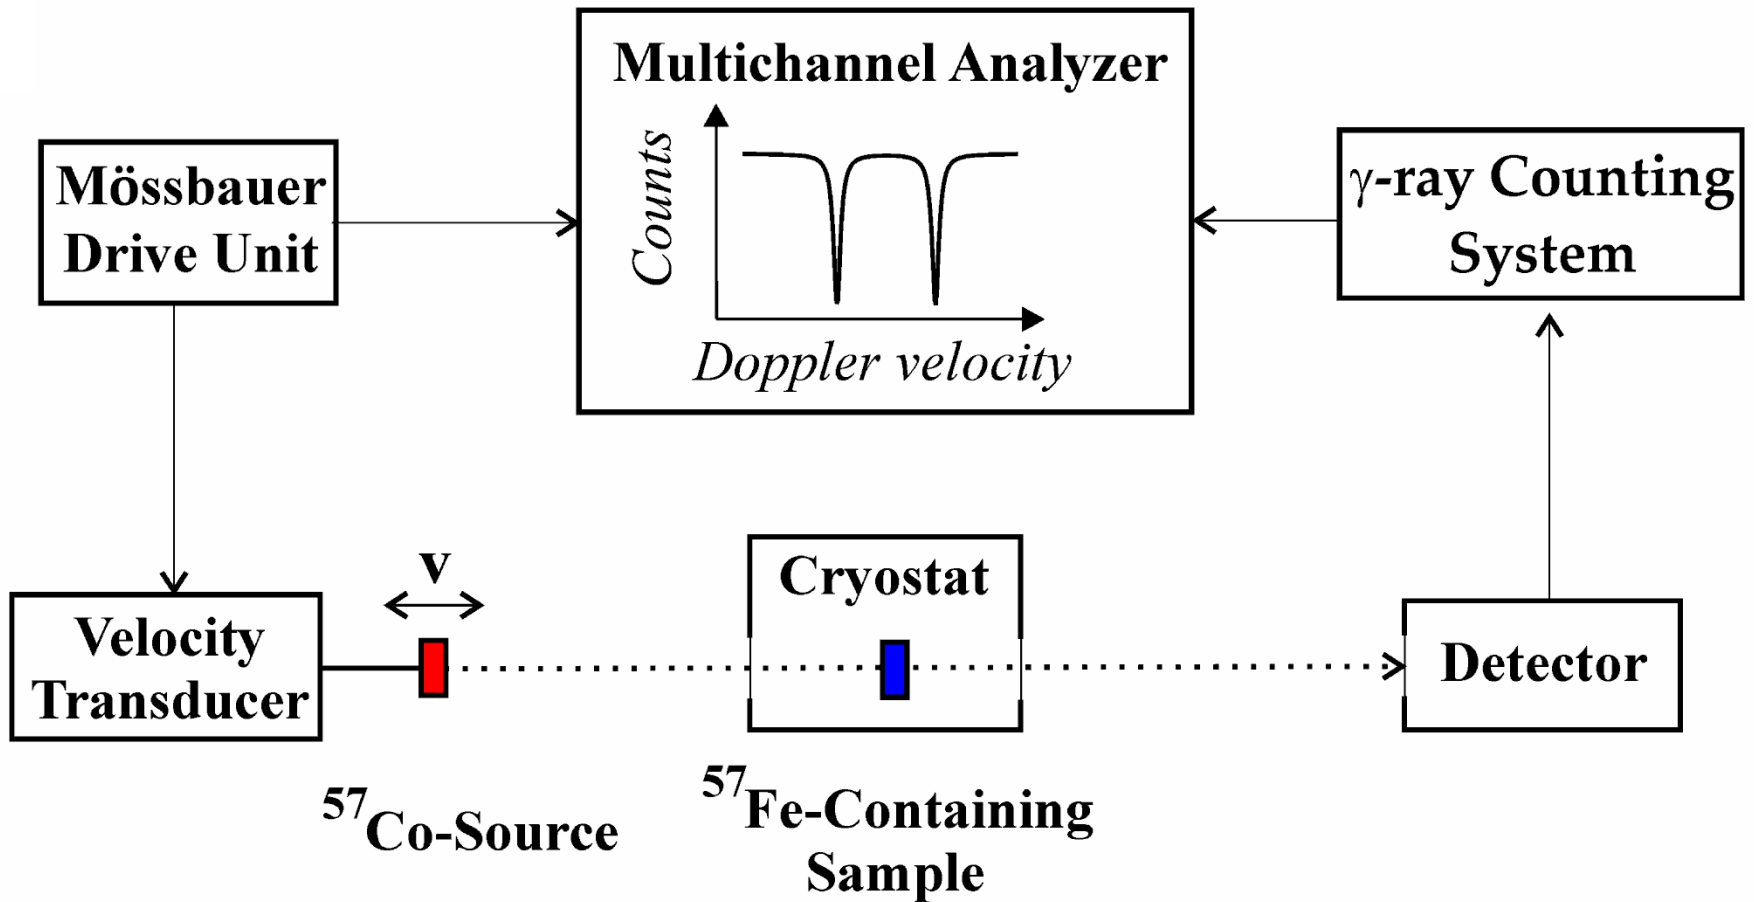 Multichannel Analyzer
Counts
Doppler velocity
Mössbauer
Drive Unit
γ-ray Counting
System
v
Velocity
Transducer
Cryostat
Detector
57Co-Source
57Fe-Containing
Sample